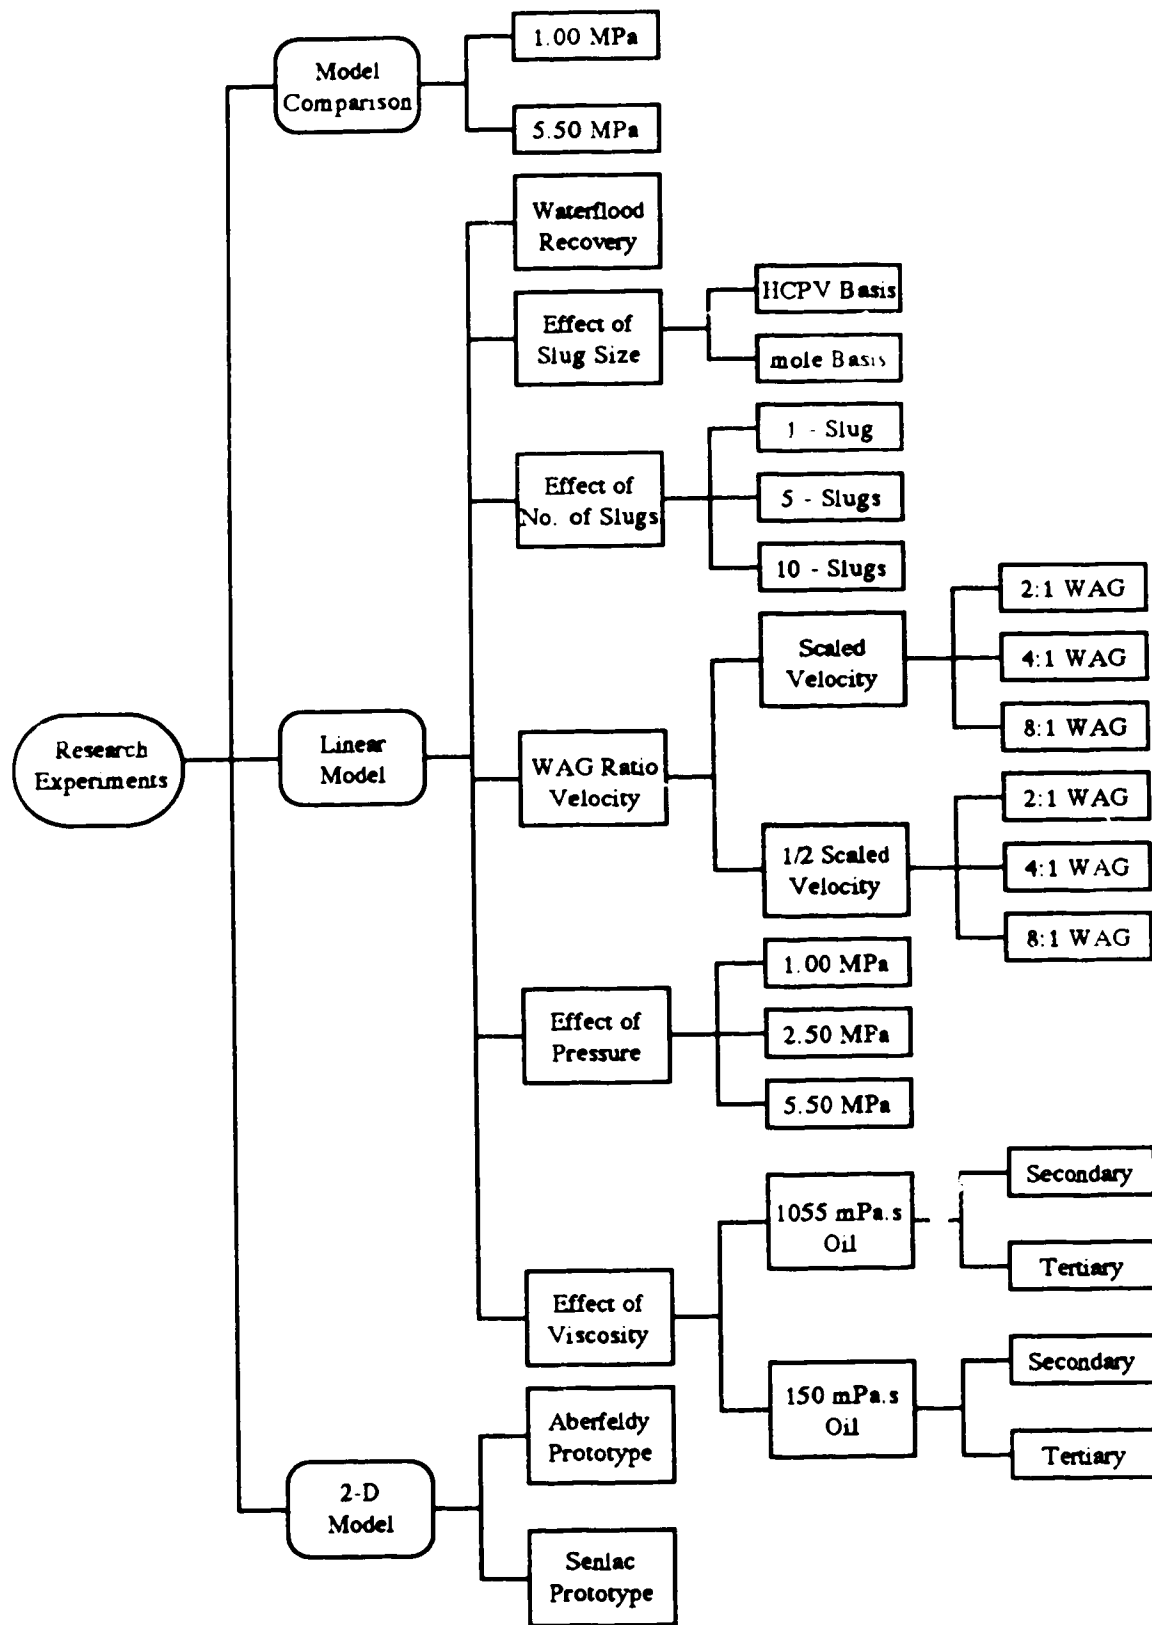 1.00 MPa
Model
Comparison
5.50 MPa
Waterflood
Recovery
HCPV Basis
Effect of
Slug Size
mole Basis
1 - Slug
Effect of
No. of Slugs
5 - Slugs
10 - Slugs
2:1 WAG
Scaled
Velocity
4:1 WAG
8:1 WAG
Research
Experiments
Linear
Model
WAG Ratio
Velocity
2:1 WAG
1/2 Scaled
Velocity
4:1 WAG
8:1 WAG
1.00 MPa
Effect of
Pressure
2.50 MPa
5.50 MPa
Secondary
1055 mPa.s
Oil
Tertiary
Effect of
Viscosity
Secondary
150 mPa.s
Oil
Tertiary
Aberfeldy
Prototype
2-D
Model
Senlac
Prototype